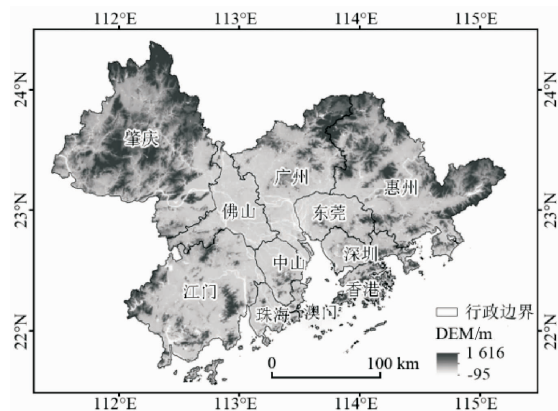 112°E 113°E 114°E 115°E
24°N 24°N
肇庆
广州
惠州
23°N 23°N
佛山 东莞
中山 深圳
江门 香港
珠海 澳门
行政边界
DEM/m
22°N 22°N
1 616
-95
0 100 km
112°E 113°E 114°E 115°E